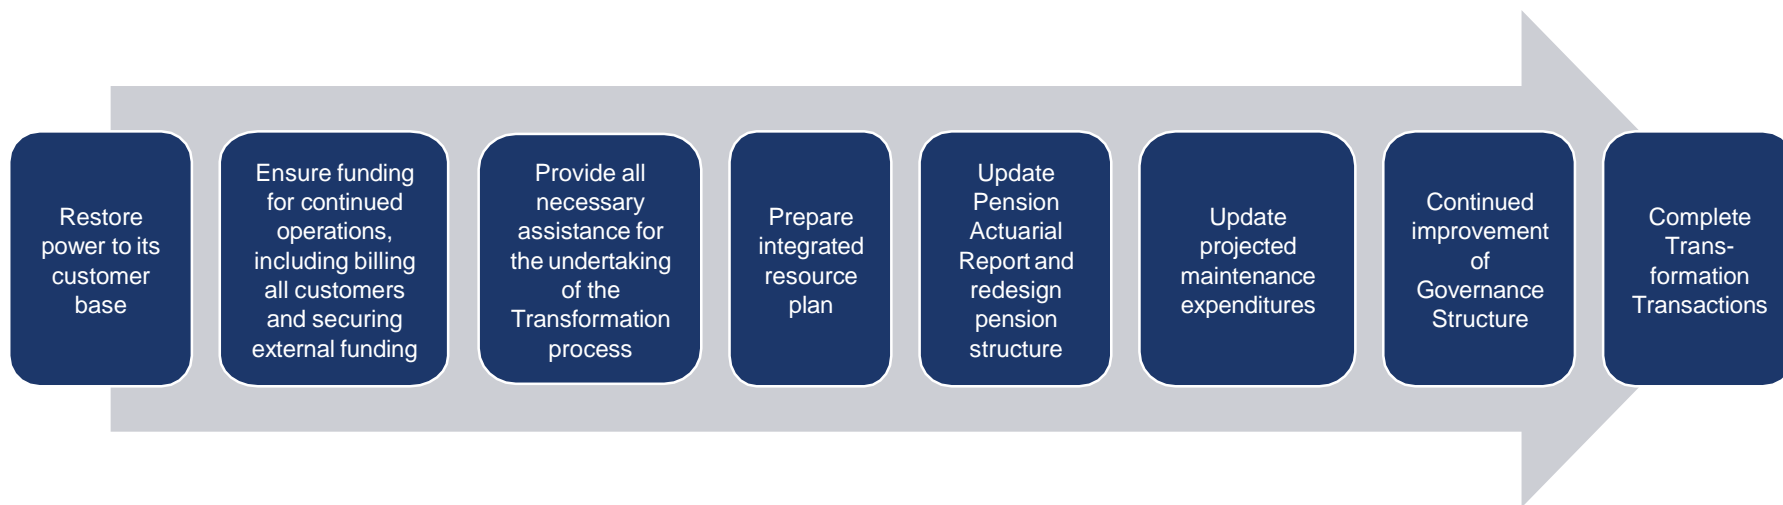 Restore
power to its
customer
base
Ensure funding
for continued
operations,
including billing
all customers
and securing
external funding
Provide all
necessary
assistance for
the undertaking
of the
Transformation
process
Prepare
integrated
resource
plan
Update
Pension
Actuarial
Report and
redesign
pension
structure
Update
projected
maintenance
expenditures
Continued
improvement
of
Governance
Structure
Complete
Trans-
formation
Transactions